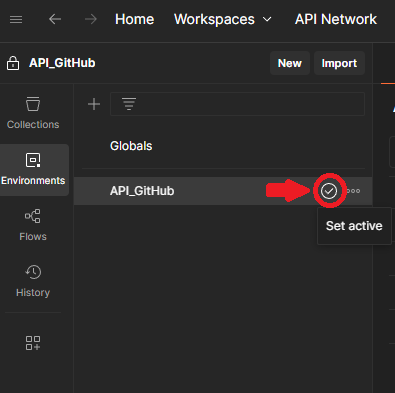 Home Workspaces API Network
API_GitHub New Import
Collections
Environments
Flows
History
Globals
API_GitHub
Set active